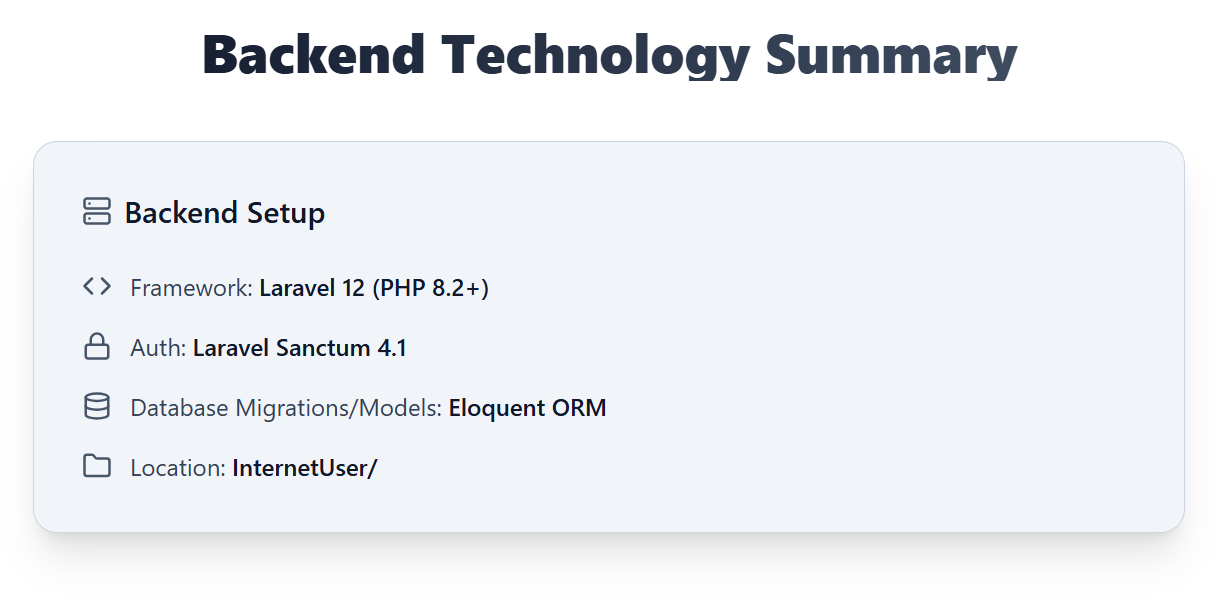 Backend Technology Summary
Backend Setup
Framework: Laravel 12 (PHP 8.2+)
Auth: Laravel Sanctum 4.1
Database Migrations/Models: Eloquent ORM
Location: InternetUser/